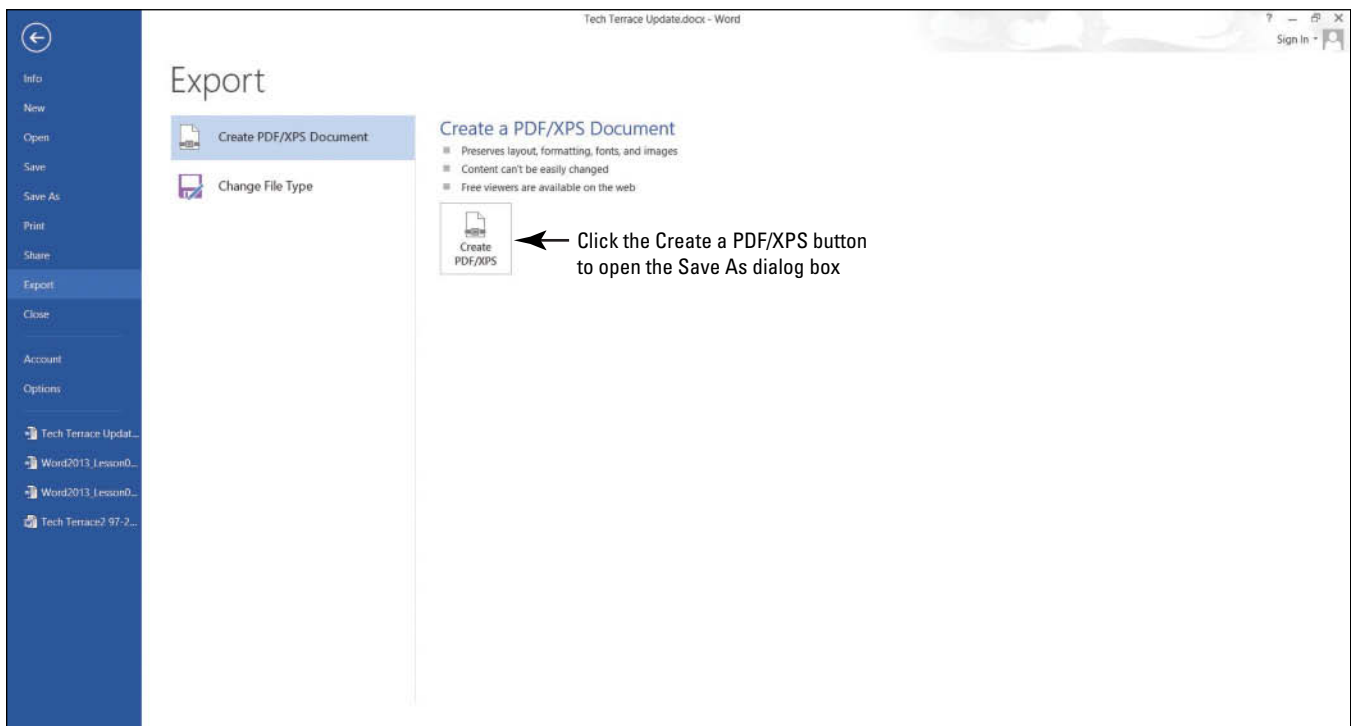 Tech Terrace Update.docx - Word
? – X
Sign In
Info
New
Open
Save
Save As
Print
Share
Export
Close
Account
Options
Tech Terrace Updat...
Word2013_Lesson0...
Word2013_Lesson0...
Tech Terrace2 97-2...
Export
Create PDF/XPS Document
Change File Type
Create a PDF/XPS Document
Preserves layout, formatting, fonts, and images
Content can't be easily changed
Free viewers are available on the web
Create
PDF/XPS
Click the Create a PDF/XPS button
to open the Save As dialog box